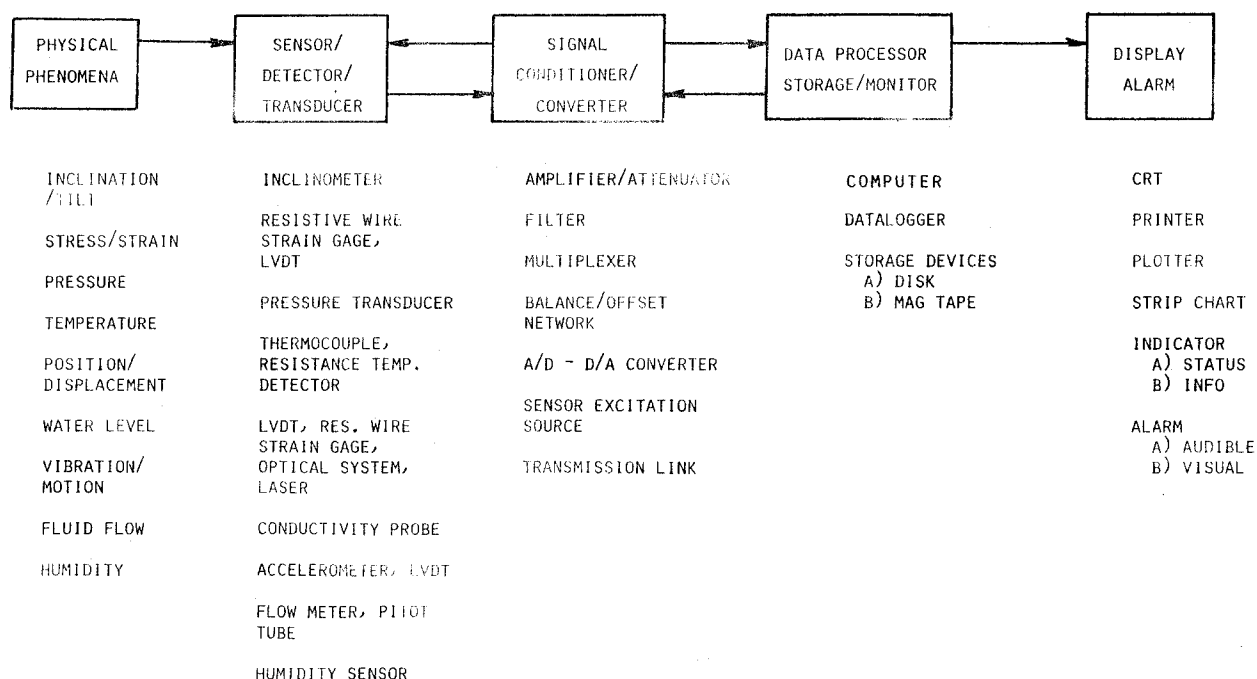 PHYSICAL
PHENOMENA
SENSOR/
DETECTOR/
TRANSDUCER
SIGNAL
CONDITIONER/
CONVERTER
DATA PROCESSOR
STORAGE/MONITOR
DISPLAY
ALARM
INCLINATION
/TILT
STRESS/STRAIN
PRESSURE
TEMPERATURE
POSITION/
DISPLACEMENT
WATER LEVEL
VIBRATION/
MOTION
FLUID FLOW
HUMIDITY
INCLINOMETER
RESISTIVE WIRE
STRAIN GAGE,
LVDT
PRESSURE TRANSDUCER
THERMOCOUPLE,
RESISTANCE TEMP.
DETECTOR
LVDT, RES. WIRE
STRAIN GAGE,
OPTICAL SYSTEM,
LASER
CONDUCTIVITY PROBE
ACCELEROMETER, LVDT
FLOW METER, PITOT
TUBE
HUMIDITY SENSOR
AMPLIFIER/ATTENUATOR
FILTER
MULTIPLEXER
BALANCE/OFFSET
NETWORK
A/D - D/A CONVERTER
SENSOR EXCITATION
SOURCE
TRANSMISSION LINK
COMPUTER
DATALOGGER
STORAGE DEVICES
A) DISK
B) MAG TAPE
CRT
PRINTER
PLOTTER
STRIP CHART
INDICATOR
A) STATUS
B) INFO
ALARM
A) AUDIBLE
B) VISUAL